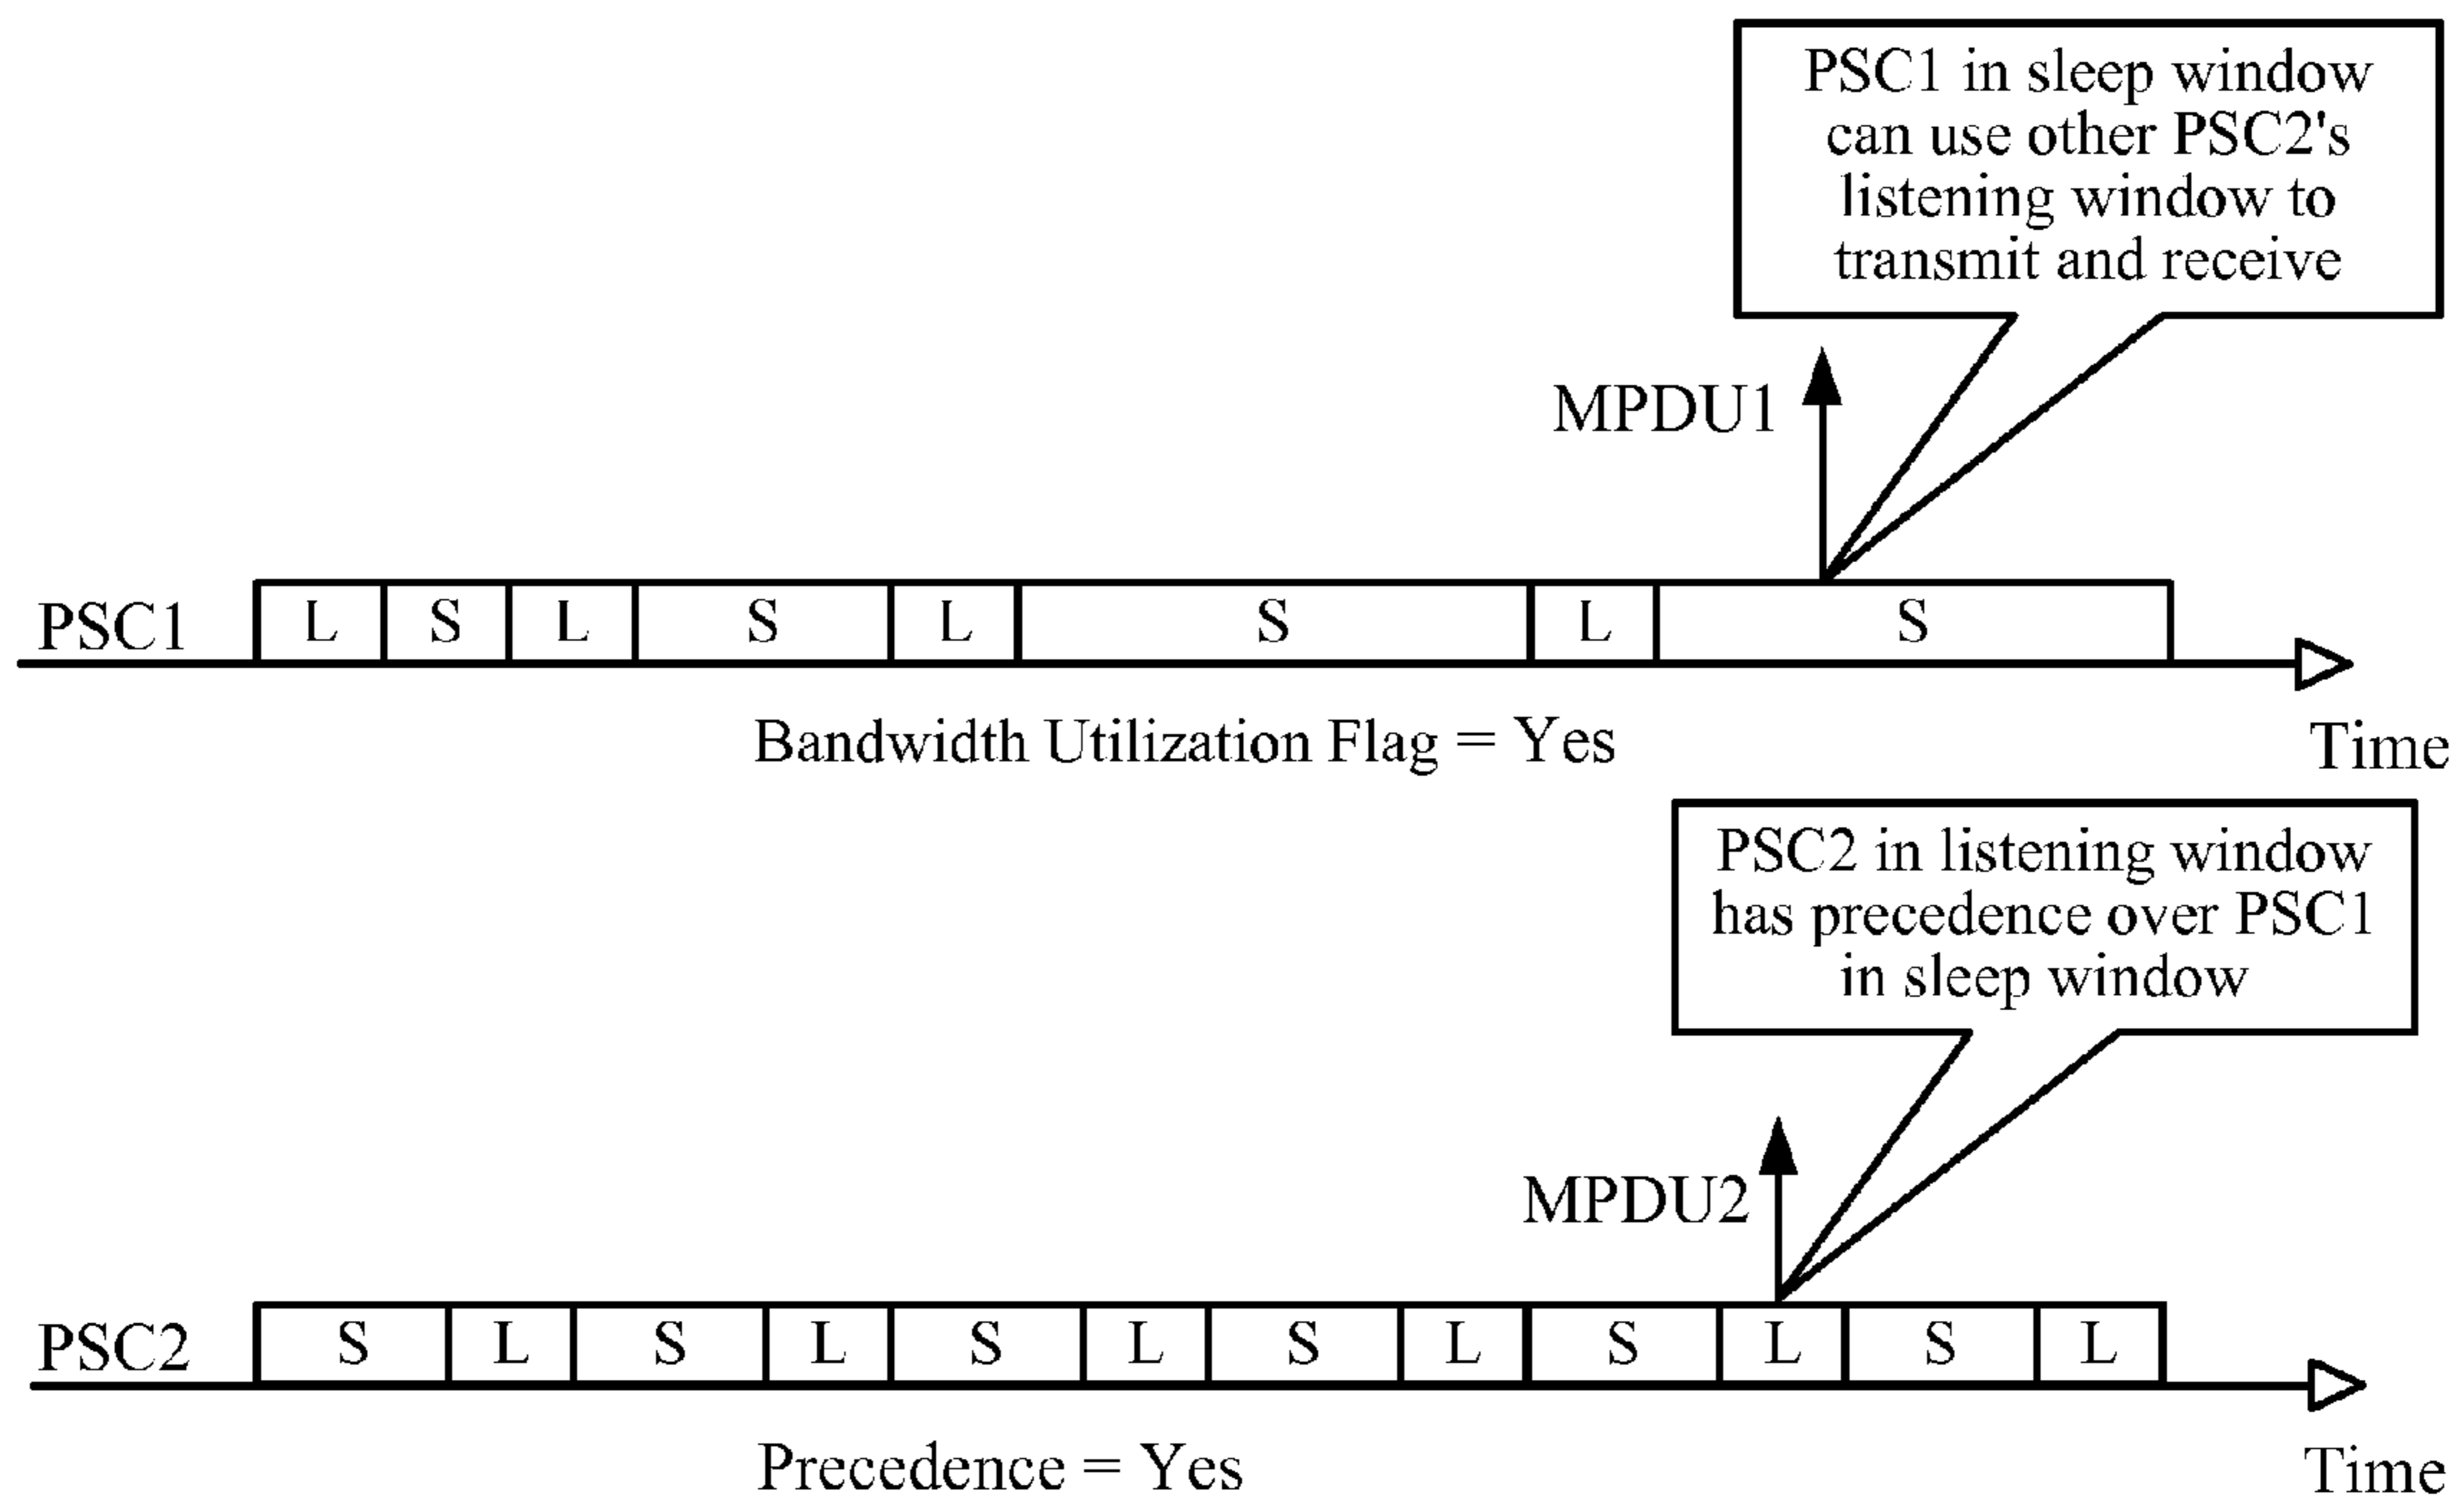 PSC1 in sleep window
can use other PSC2's
listening window to
transmit and receive
MPDU1
PSC1 L S L S L S L S
Bandwidth Utilization Flag = Yes
Time
PSC2 in listening window
has precedence over PSC1
in sleep window
MPDU2
PSC2 S L S L S L S L S L S L
Precedence = Yes
Time